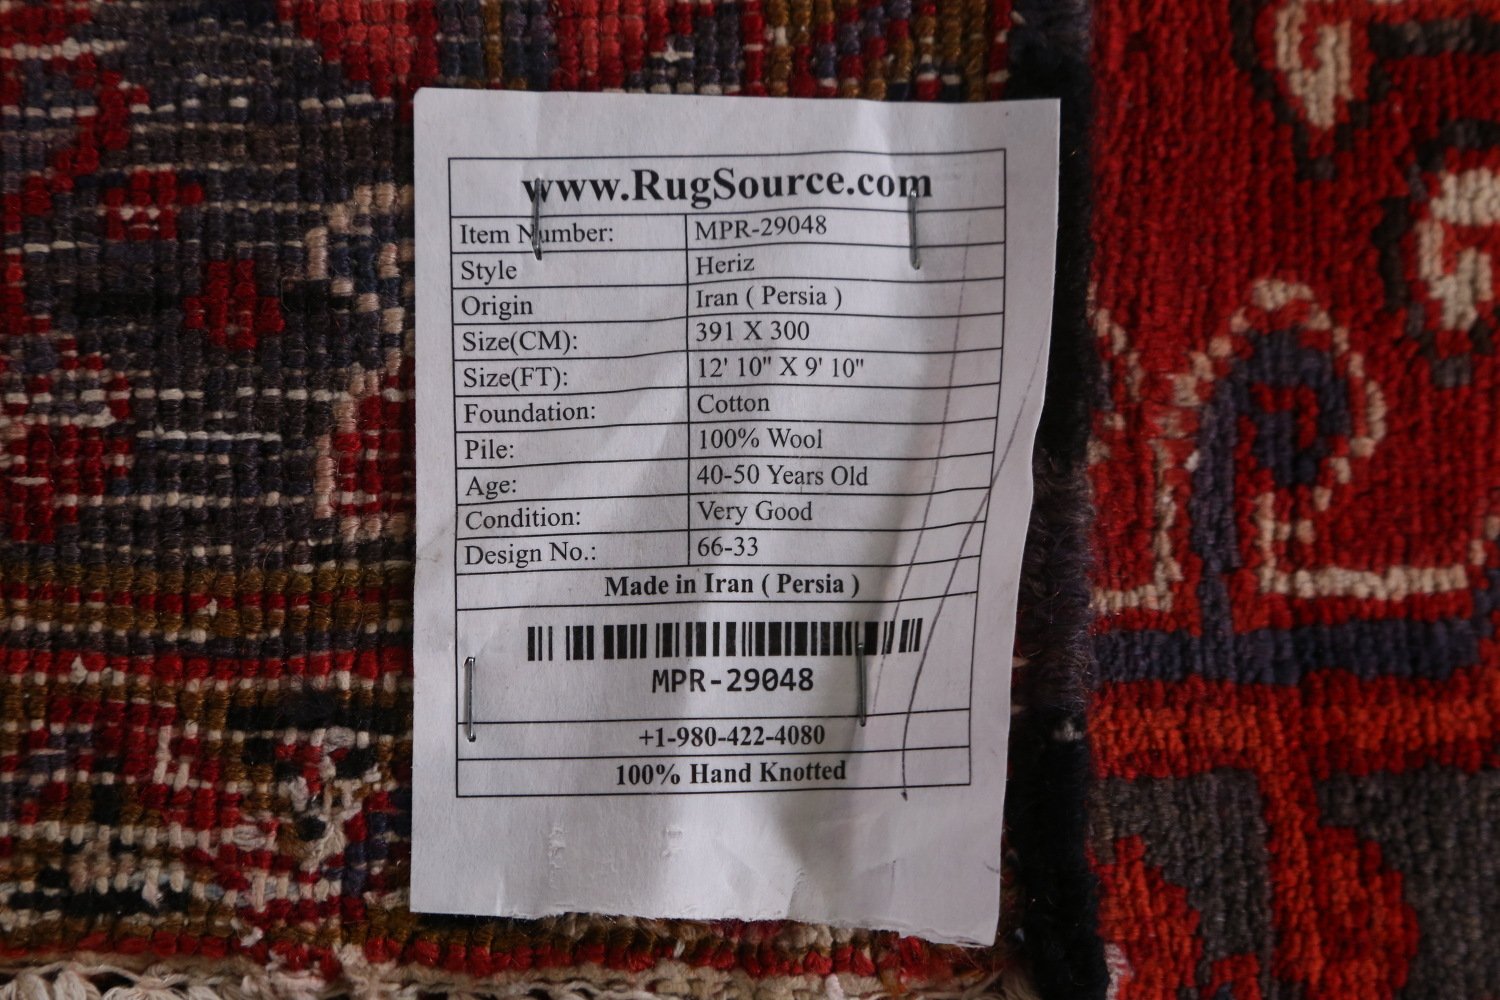 www.RugSource.com
Item Number: MPR-29048
Style Heriz
Origin Iran ( Persia )
Size(CM): 391 X 300
Size(FT): 12' 10" X 9' 10"
Foundation: Cotton
Pile: 100% Wool
Age: 40-50 Years Old
Condition: Very Good
Design No.: 66-33
Made in Iran ( Persia )
MPR-29048
+1-980-422-4080
100% Hand Knotted